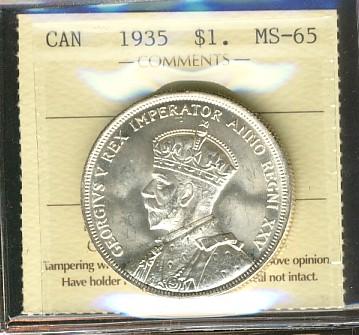 CAN 1935 $1. MS-65
COMMENTS
GEORGIVS V REX IMPERATOR ANNO REGNI XXV
Tampering w ove opinion
Have holder al not intact.